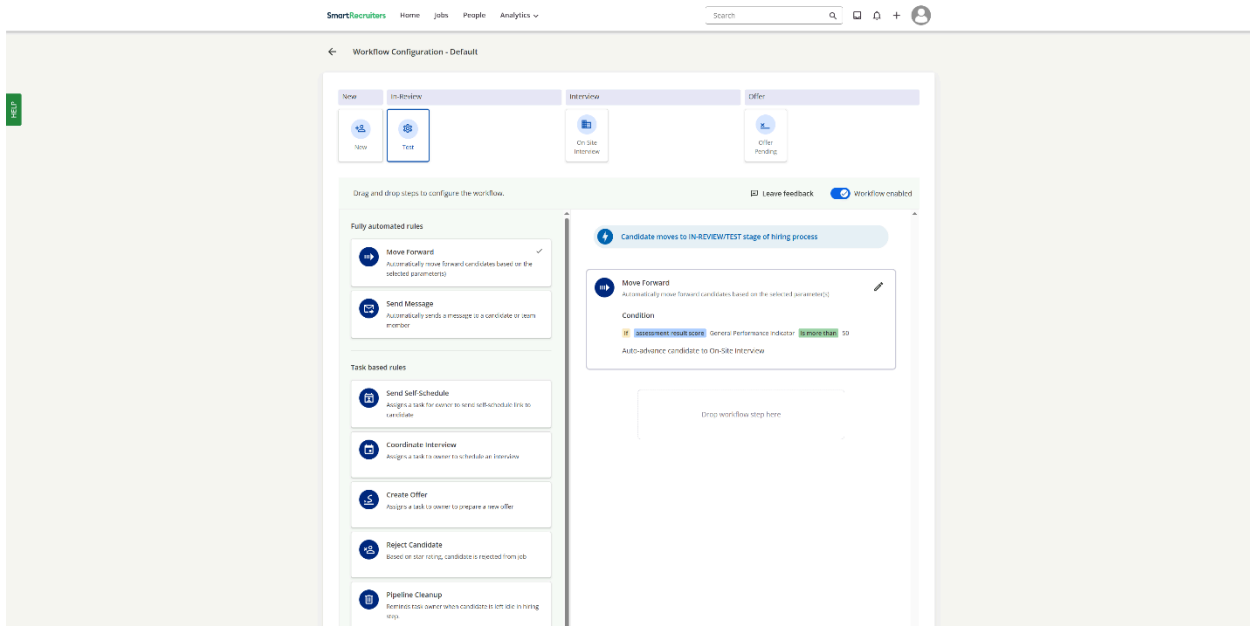 SmartRecruiters Home Jobs People Analytics Search
Workflow Configuration - Default
HELP
New In-Review Interview Offer
New Test On-Site Interview Offer Pending
Drag and drop steps to configure the workflow. Leave feedback Workflow enabled
Fully automated rules
Move Forward
Automatically move forward candidates based on the
selected parameter(s)
Send Message
Automatically sends a message to a candidate or team
member
Task based rules
Send Self-Schedule
Assigns a task for owner to send self-schedule link to
candidate
Coordinate Interview
Assigns a task to owner to schedule an interview
Create Offer
Assigns a task to owner to prepare a new offer
Reject Candidate
Based on star rating, candidate is rejected from job
Pipeline Cleanup
Reminds task owner when candidate is left idle in hiring
step.
Candidate moves to IN-REVIEW/TEST stage of hiring process
Move Forward
Automatically move forward candidates based on the selected parameter(s)
Condition
If assessment result score General Performance Indicator is more than 50
Auto-advance candidate to On-Site Interview
Drop workflow step here